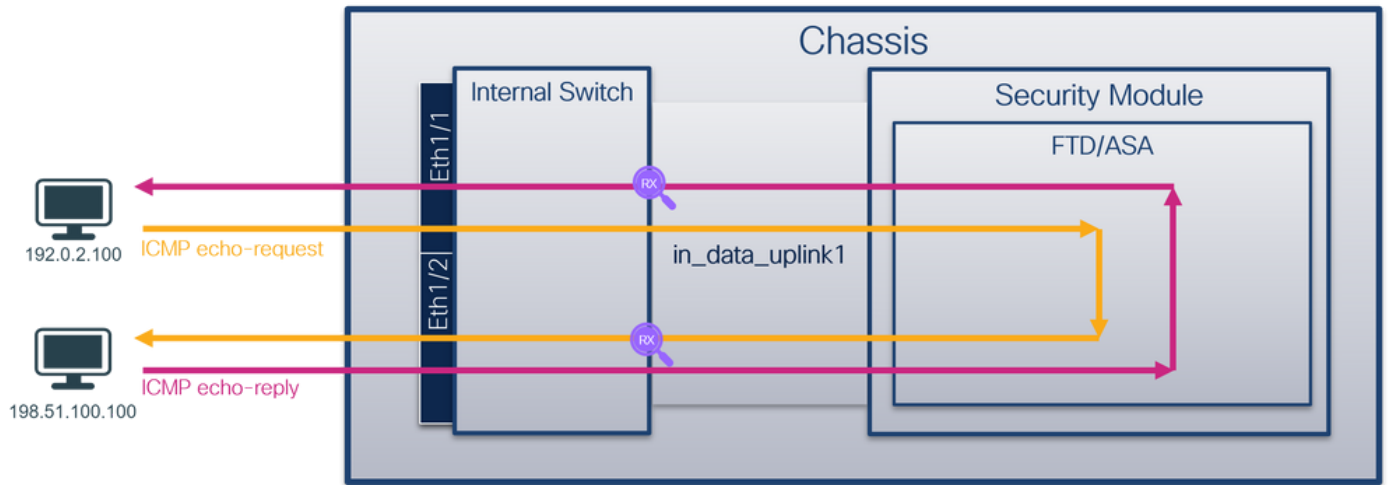 Chassis
Internal Switch
Security Module
FTD/ASA
Eth1/1
RX
192.0.2.100
ICMP echo-request
in_data_uplink1
Eth1/2
RX
ICMP echo-reply
198.51.100.100